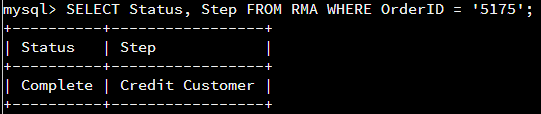 mysql> SELECT Status, Step FROM RMA WHERE OrderID = '5175';
+----------+-----------------+
| Status   | Step            |
+----------+-----------------+
| Complete | Credit Customer |
+----------+-----------------+